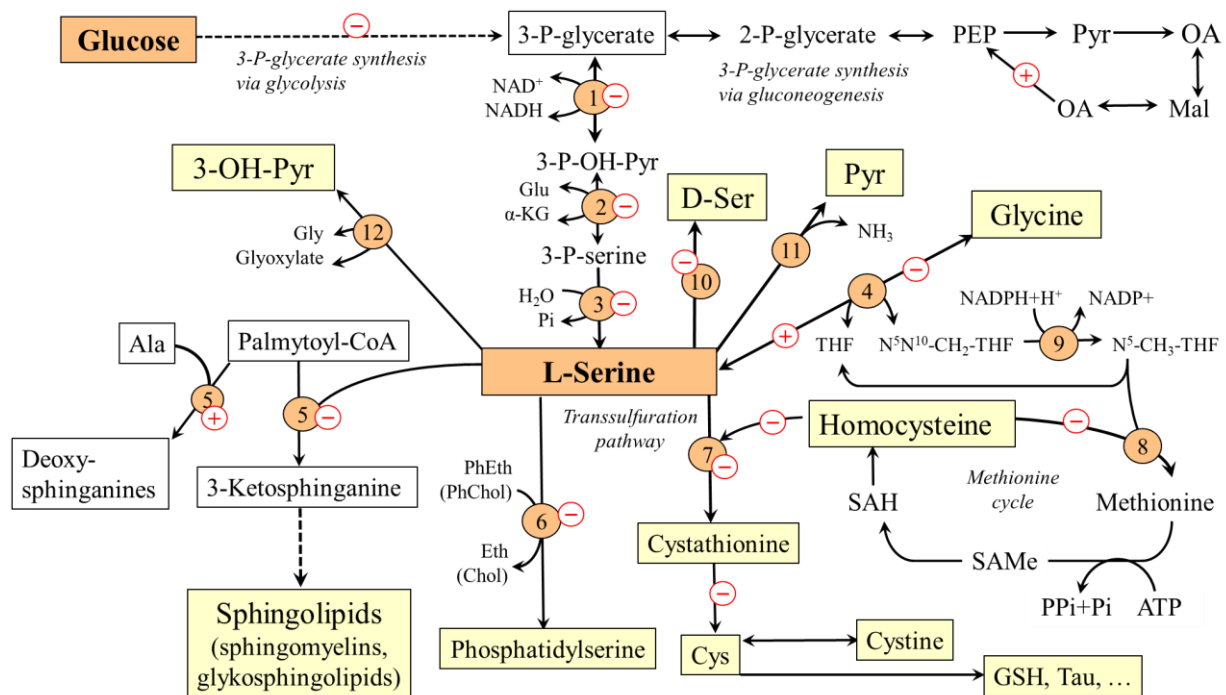 Glucose
−
3-P-glycerate synthesis
via glycolysis
3-P-glycerate
2-P-glycerate
3-P-glycerate synthesis
via gluconeogenesis
PEP
Pyr
OA
+
OA
Mal
NAD⁺
NADH
1
−
3-P-OH-Pyr
Glu
α-KG
2
−
3-P-serine
H₂O
Pi
3
−
3-OH-Pyr
12
Gly
Glyoxylate
D-Ser
−
10
Pyr
11
NH₃
Glycine
−
4
+
THF
N⁵N¹⁰-CH₂-THF
NADPH+H⁺
NADP+
9
N⁵-CH₃-THF
Ala
Palmytoyl-CoA
5
+
5
−
L-Serine
Deoxy-
sphinganines
3-Ketosphinganine
Sphingolipids
(sphingomyelins,
glykosphingolipids)
PhEth
(PhChol)
6
−
Eth
(Chol)
Phosphatidylserine
Transsulfuration
pathway
7
−
−
Homocysteine
−
8
SAH
Methionine
cycle
Methionine
SAMe
PPi+Pi
ATP
Cystathionine
−
Cys
Cystine
GSH, Tau, …